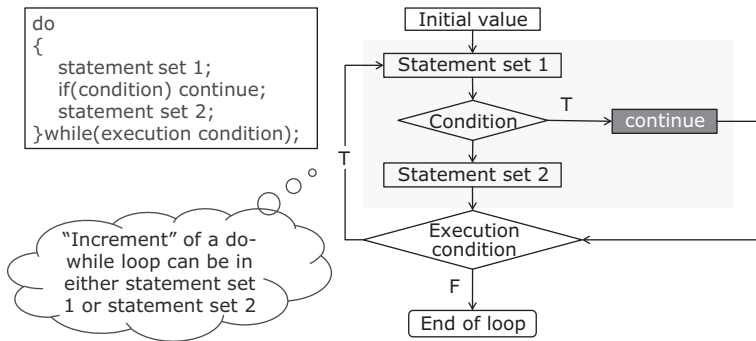 do
{
statement set 1;
if(condition) continue;
statement set 2;
}while(execution condition);
"Increment" of a do-
while loop can be in
either statement set
1 or statement set 2
Initial value
Statement set 1
Condition
T
continue
Statement set 2
T
Execution
condition
F
End of loop